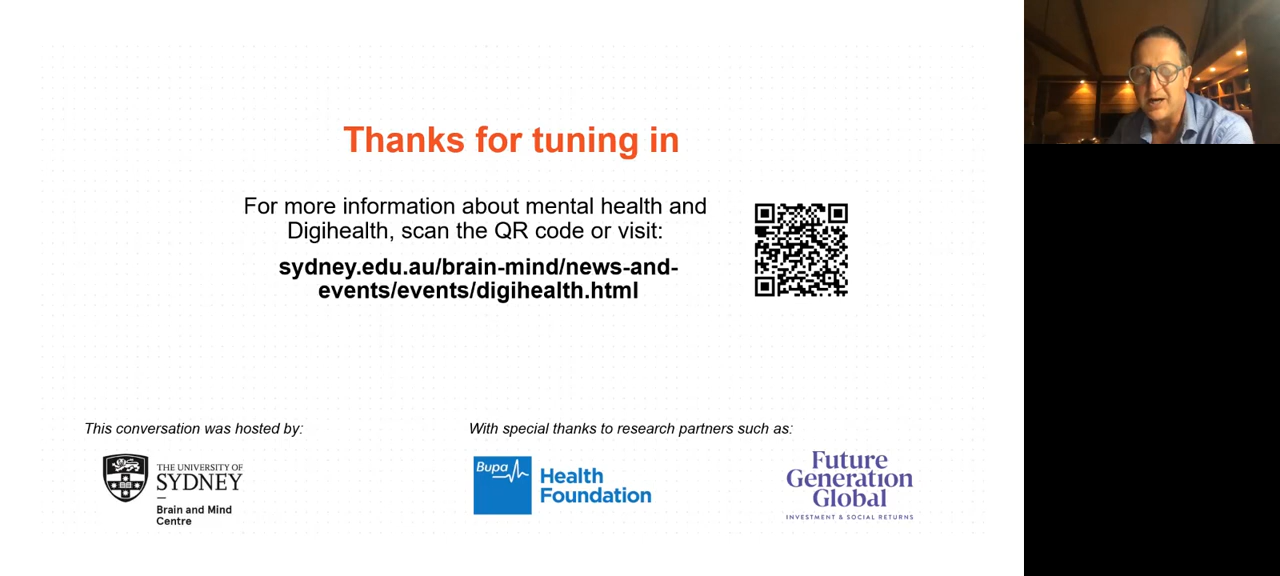 Thanks for tuning in
For more information about mental health and
Digihealth, scan the QR code or visit:
sydney.edu.au/brain-mind/news-and-
events/events/digihealth.html
This conversation was hosted by:
With special thanks to research partners such as:
THE UNIVERSITY OF
SYDNEY
Brain and Mind
Centre
Bupa
Health
Foundation
Future
Generation
Global
INVESTMENT & SOCIAL RETURNS